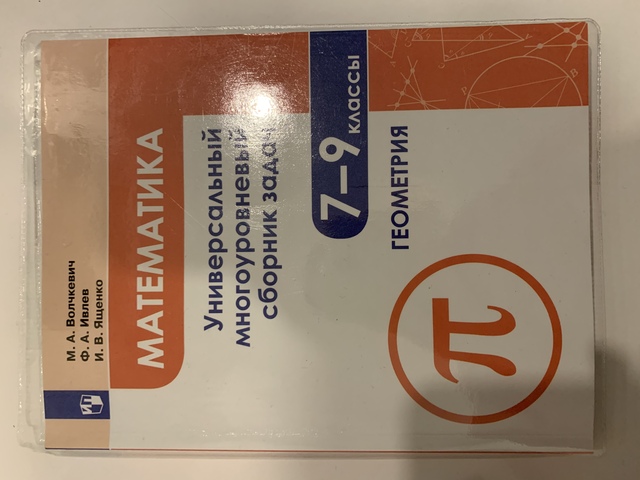 М. А. Волчкевич
Ф. А. Ивлев
И. В. Ященко
МАТЕМАТИКА
Универсальный
многоуровневый
сборник задач
7–9 классы
ГЕОМЕТРИЯ
π